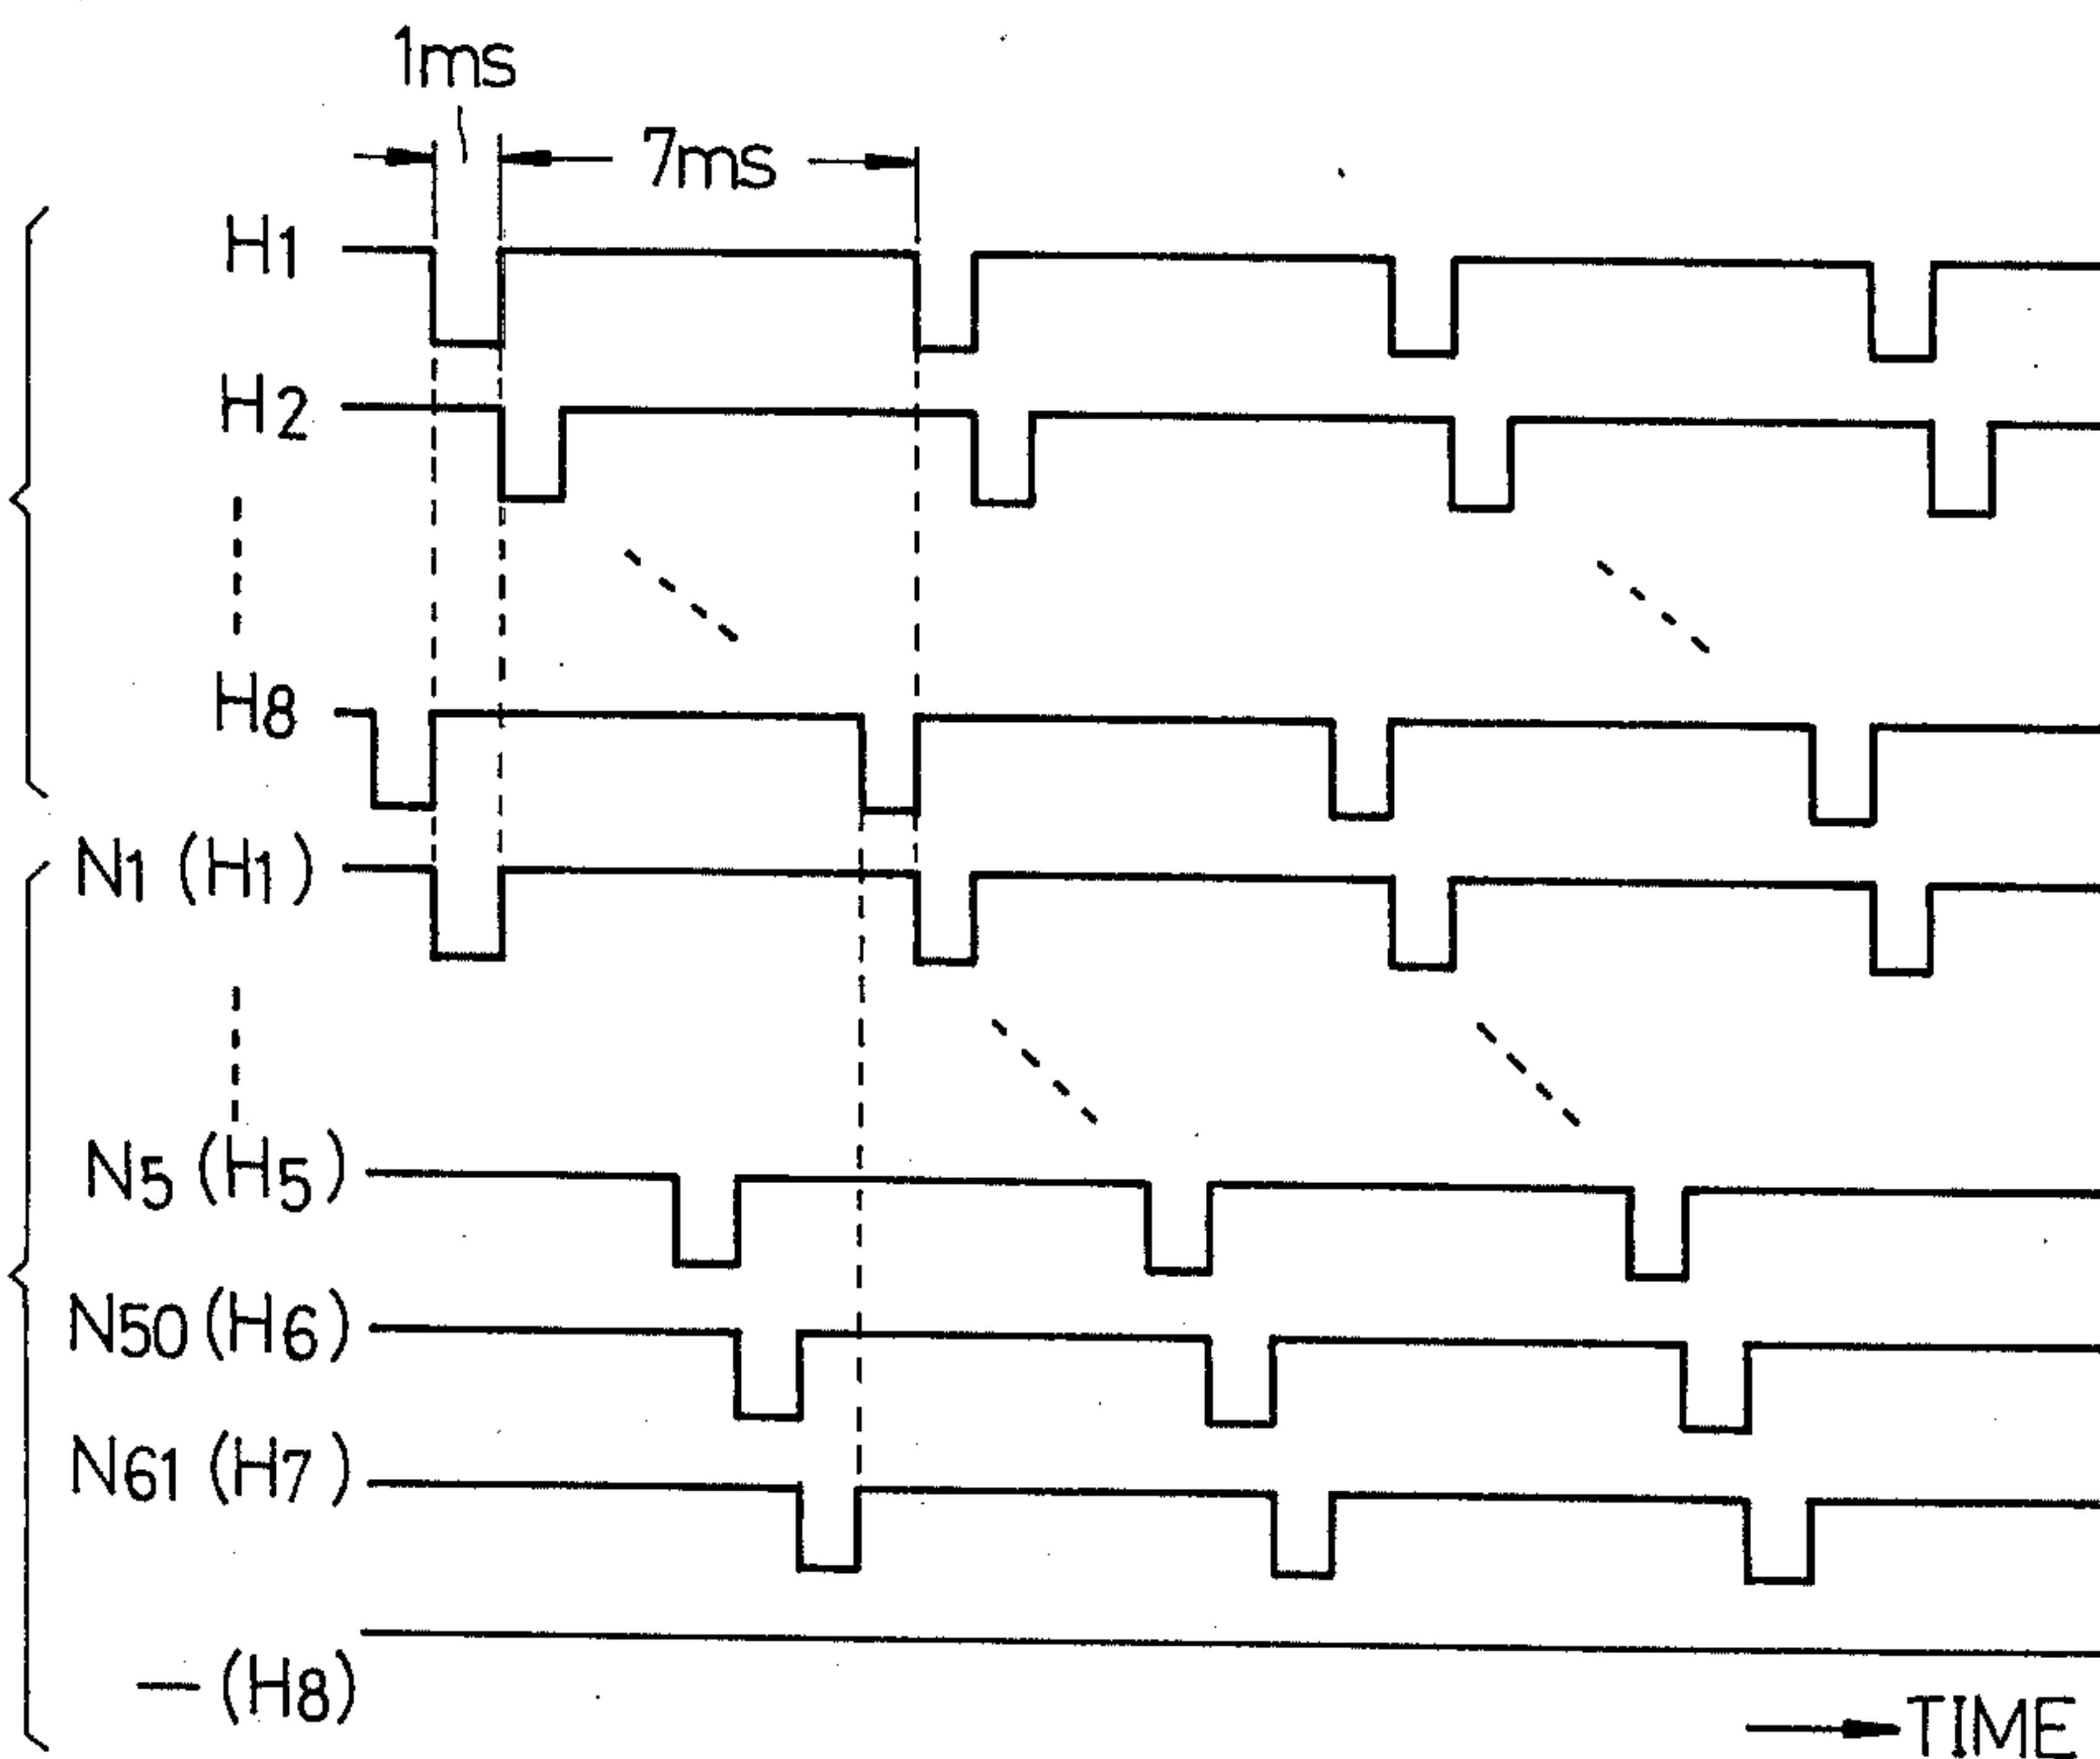 1ms
7ms
H1
H2
H8
N1 (H1)
N5 (H5)
N50 (H6)
N61 (H7)
— (H8)
TIME